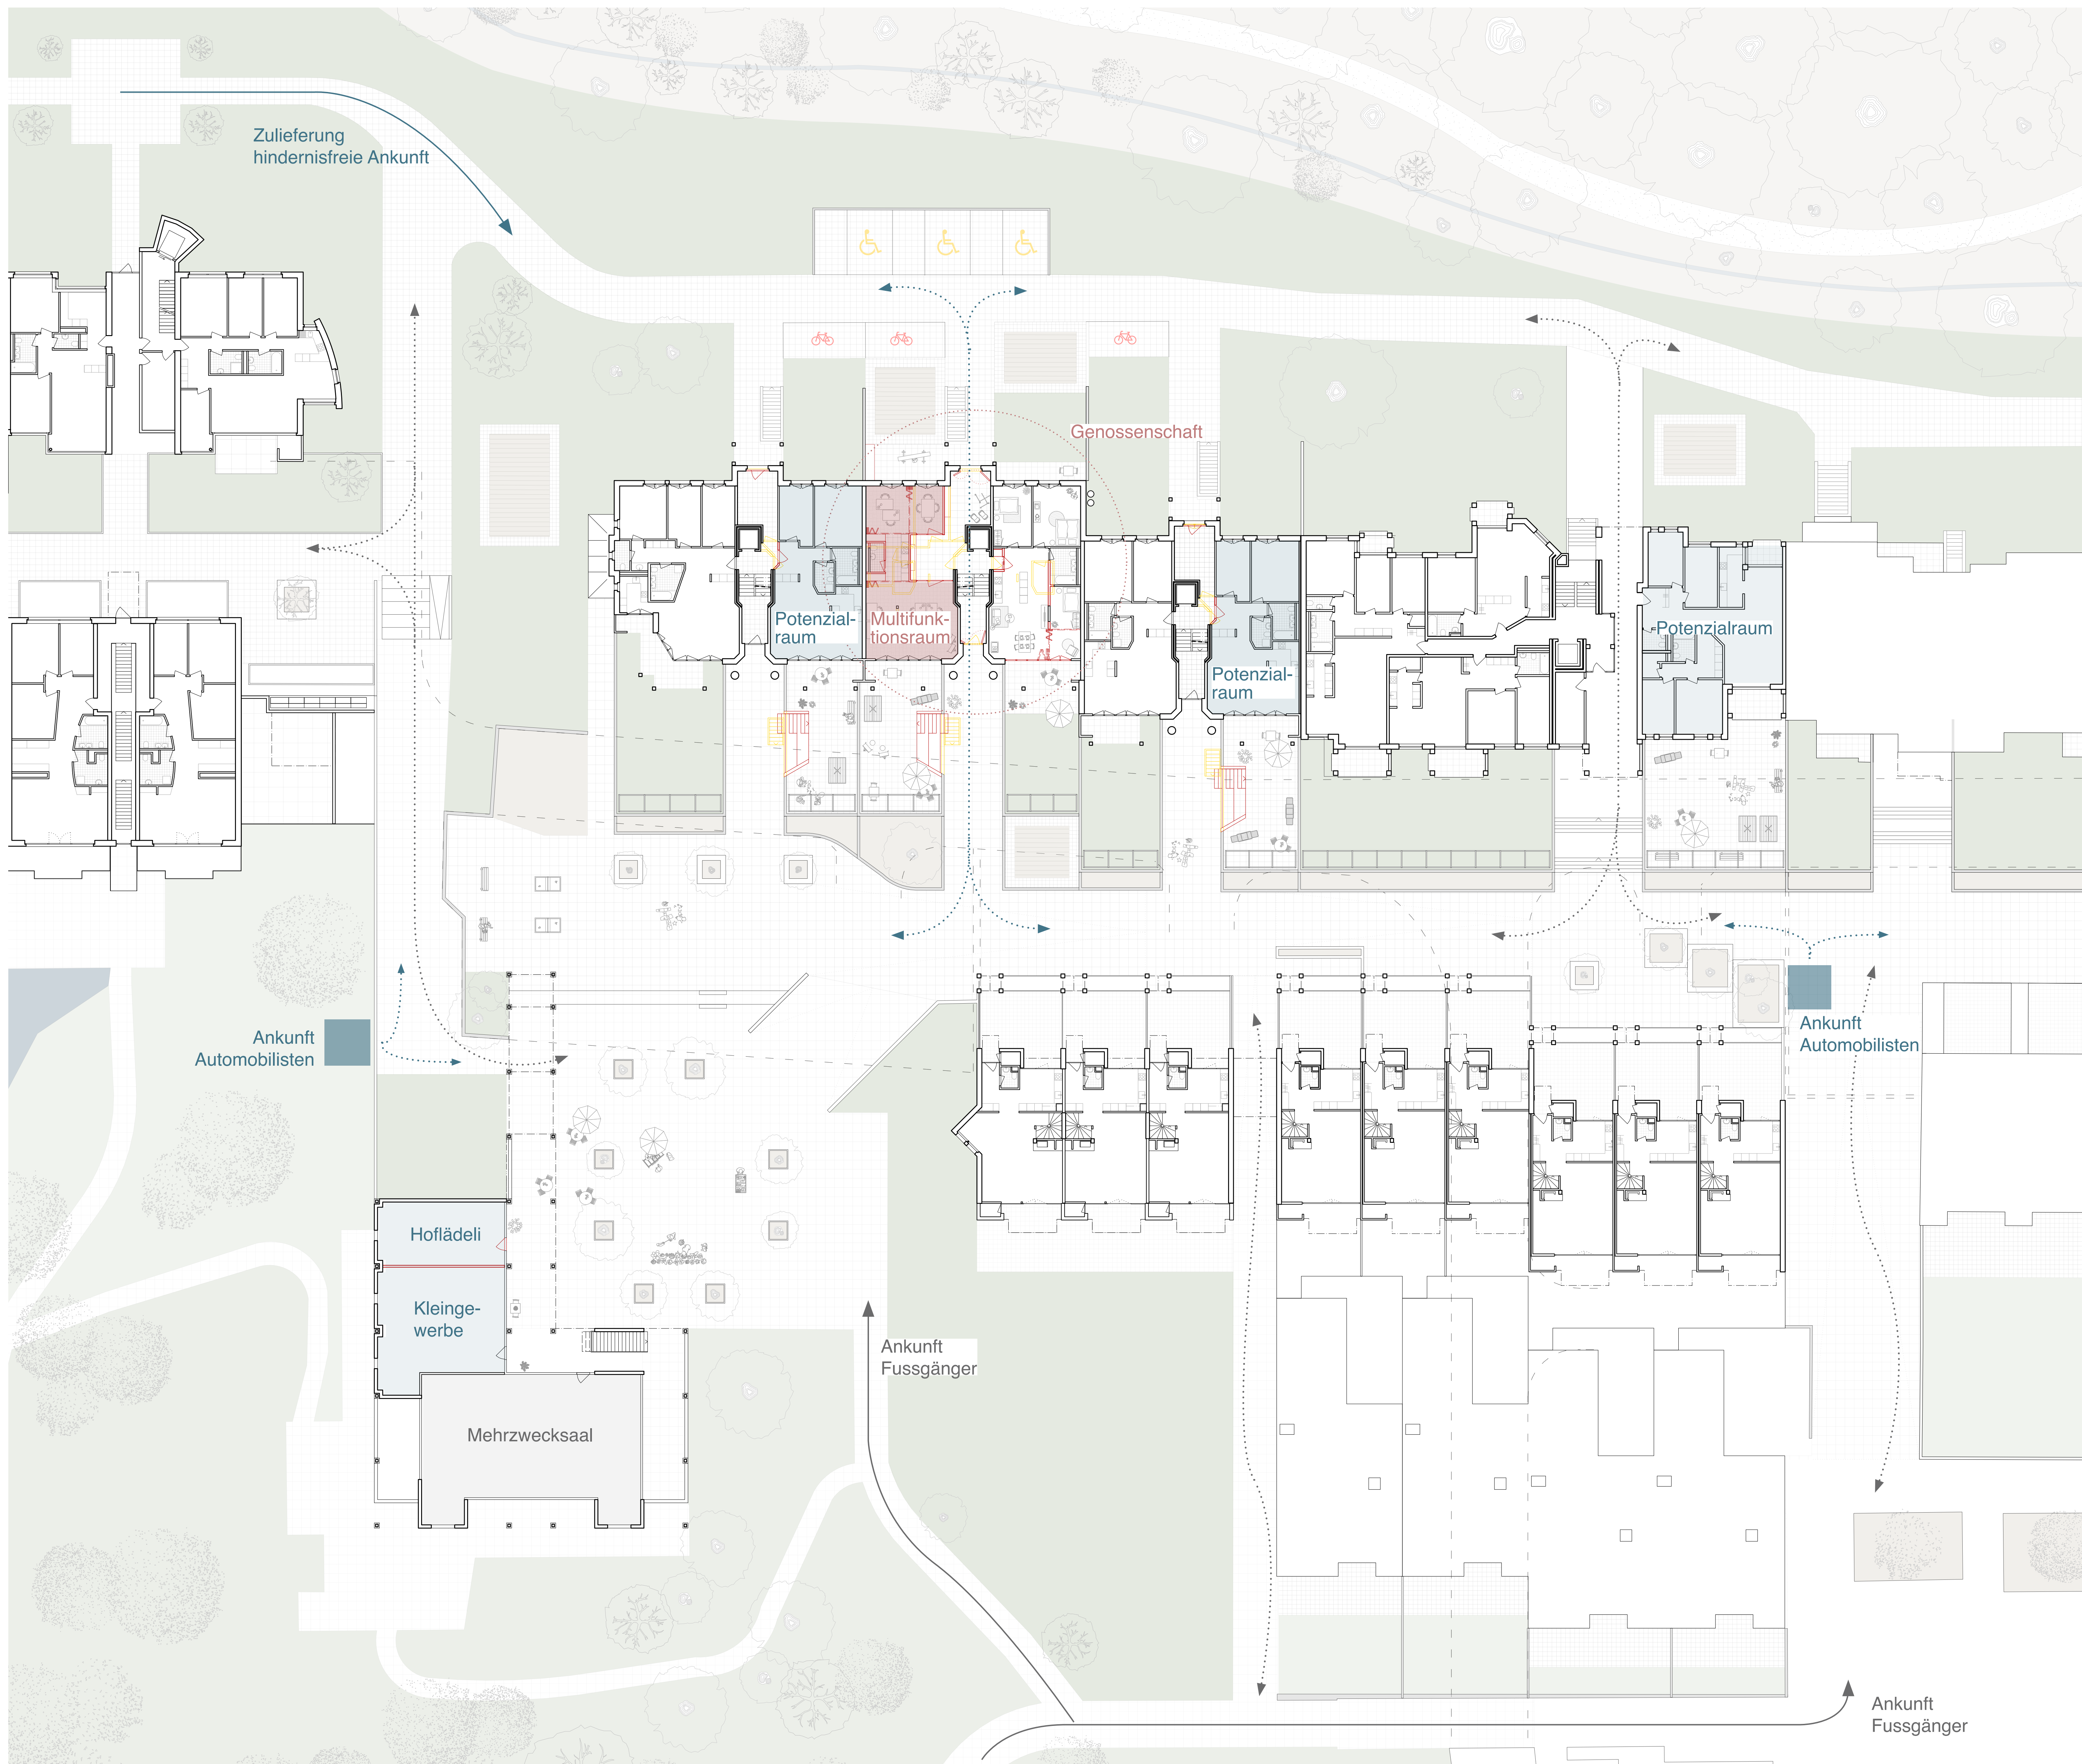 Zulieferung
hindernisfreie Ankunft
Genossenschaft
Potenzial-
raum
Multifunk-
tionsraum
Potenzialraum
Potenzial-
raum
Ankunft
Automobilisten
Ankunft
Automobilisten
Hoflädeli
Kleinge-
werbe
Ankunft
Fussgänger
Mehrzwecksaal
Ankunft
Fussgänger